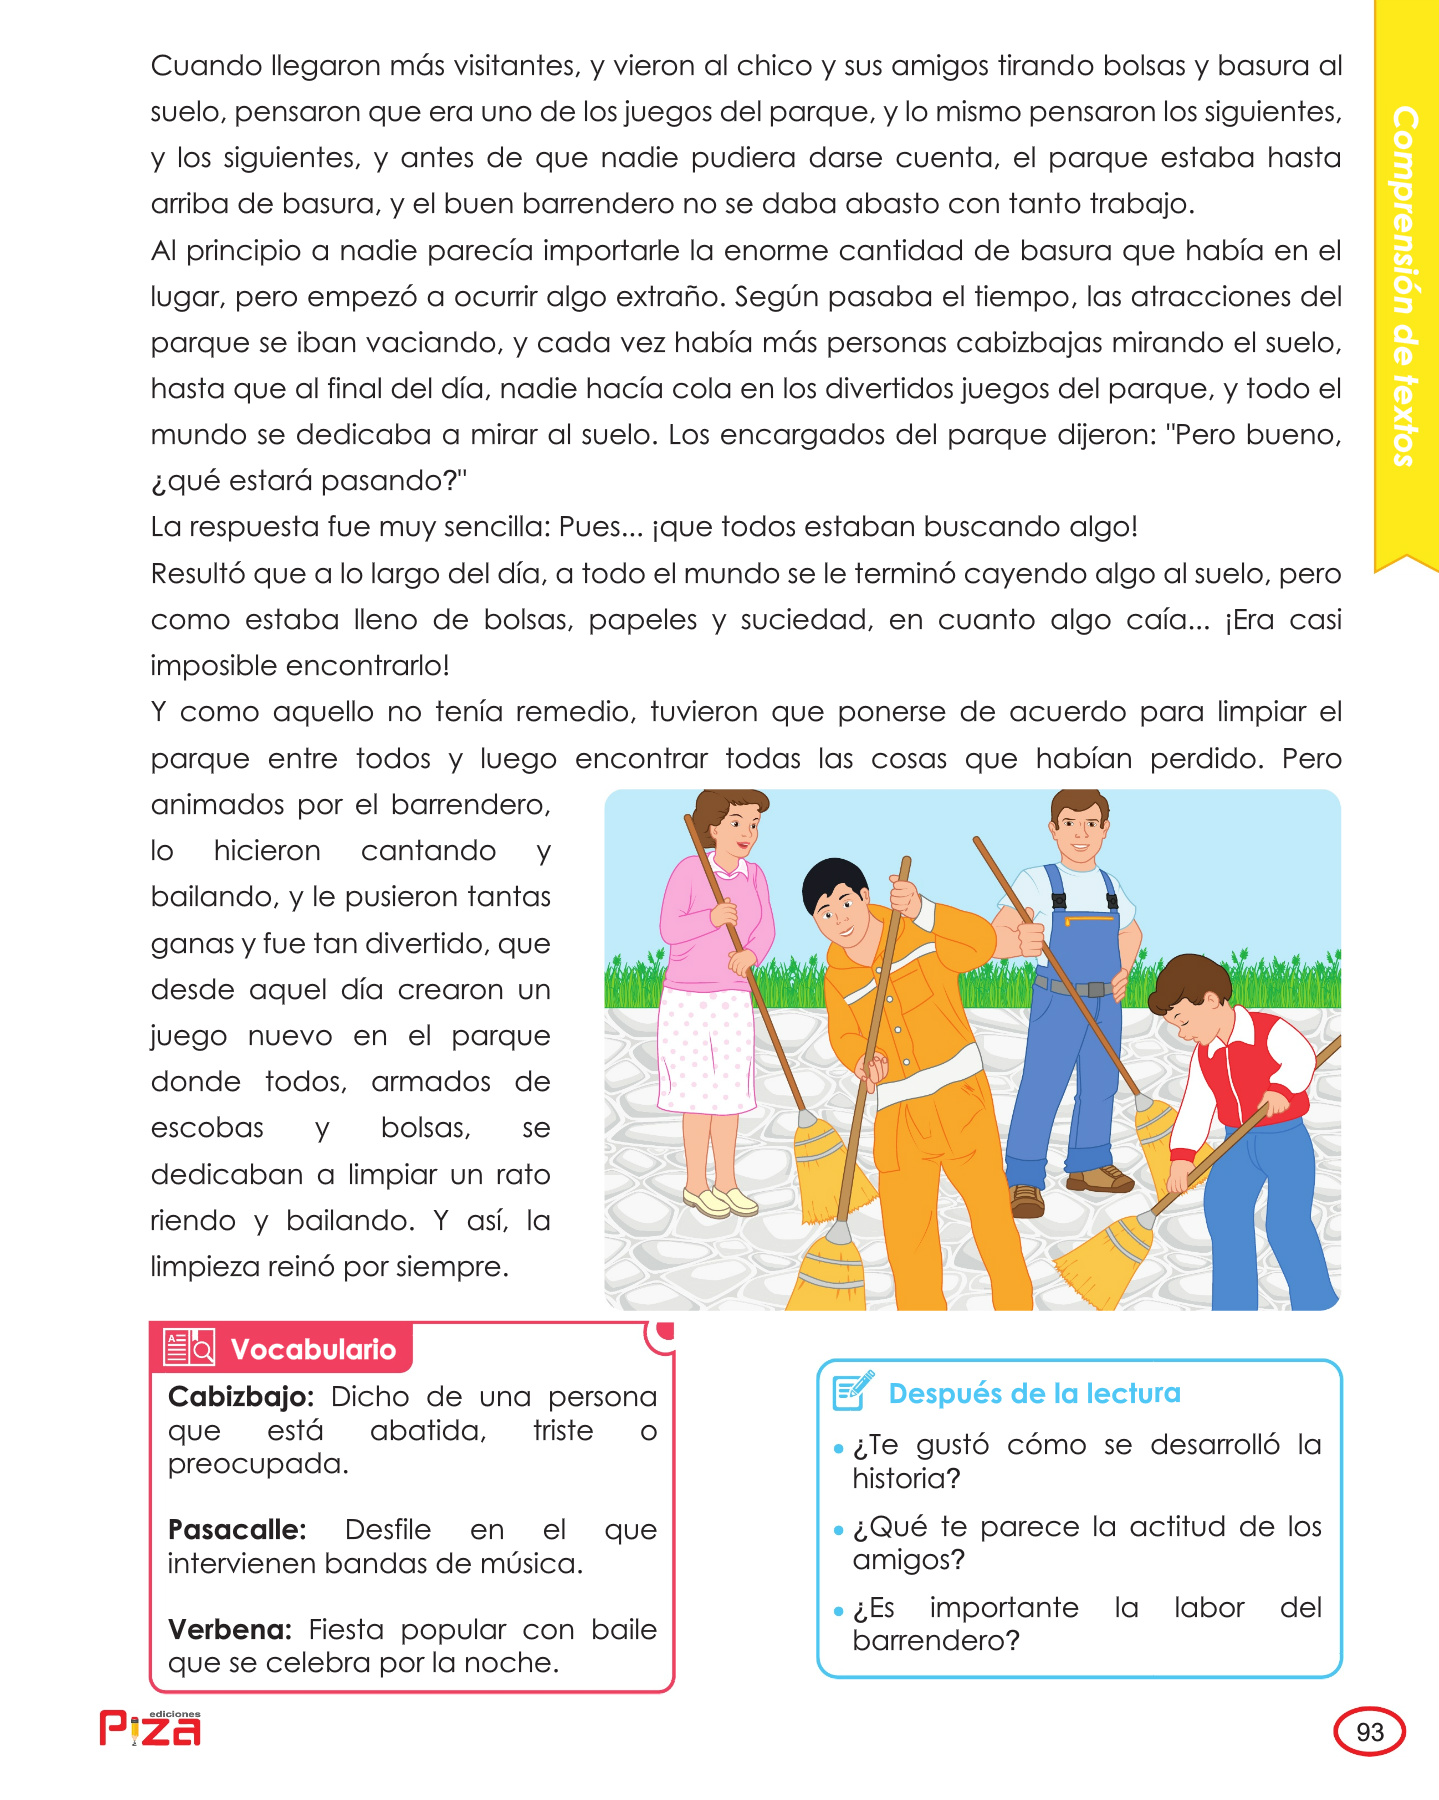 Cuando llegaron más visitantes, y vieron al chico y sus amigos tirando bolsas y basura al
suelo, pensaron que era uno de los juegos del parque, y lo mismo pensaron los siguientes,
y los siguientes, y antes de que nadie pudiera darse cuenta, el parque estaba hasta
arriba de basura, y el buen barrendero no se daba abasto con tanto trabajo.
Al principio a nadie parecía importarle la enorme cantidad de basura que había en el
lugar, pero empezó a ocurrir algo extraño. Según pasaba el tiempo, las atracciones del
parque se iban vaciando, y cada vez había más personas cabizbajas mirando el suelo,
hasta que al final del día, nadie hacía cola en los divertidos juegos del parque, y todo el
mundo se dedicaba a mirar al suelo. Los encargados del parque dijeron: "Pero bueno,
¿qué estará pasando?"
La respuesta fue muy sencilla: Pues... ¡que todos estaban buscando algo!
Resultó que a lo largo del día, a todo el mundo se le terminó cayendo algo al suelo, pero
como estaba lleno de bolsas, papeles y suciedad, en cuanto algo caía... ¡Era casi
imposible encontrarlo!
Y como aquello no tenía remedio, tuvieron que ponerse de acuerdo para limpiar el
parque entre todos y luego encontrar todas las cosas que habían perdido. Pero
animados por el barrendero,
lo hicieron cantando y
bailando, y le pusieron tantas
ganas y fue tan divertido, que
desde aquel día crearon un
juego nuevo en el parque
donde todos, armados de
escobas y bolsas, se
dedicaban a limpiar un rato
riendo y bailando. Y así, la
limpieza reinó por siempre.
Comprensión de textos
Vocabulario
Cabizbajo: Dicho de una persona
que está abatida, triste o
preocupada.
Pasacalle: Desfile en el que
intervienen bandas de música.
Verbena: Fiesta popular con baile
que se celebra por la noche.
Después de la lectura
• ¿Te gustó cómo se desarrolló la
historia?
• ¿Qué te parece la actitud de los
amigos?
• ¿Es importante la labor del
barrendero?
ediciones
Piza
93